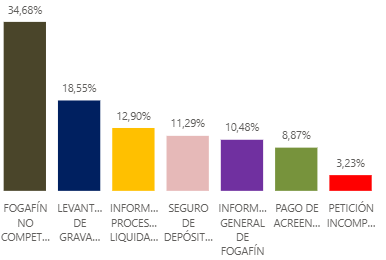 34,68%
18,55%
12,90%
11,29%
10,48%
8,87%
3,23%
FOGAFÍN
NO
COMPET...
LEVANT...
DE
GRAVA...
INFORM...
PROCES...
LIQUIDA...
SEGURO
DE
DEPÓSIT...
INFORM...
GENERAL
DE
FOGAFÍN
PAGO DE
ACREEN...
PETICIÓN
INCOMP...